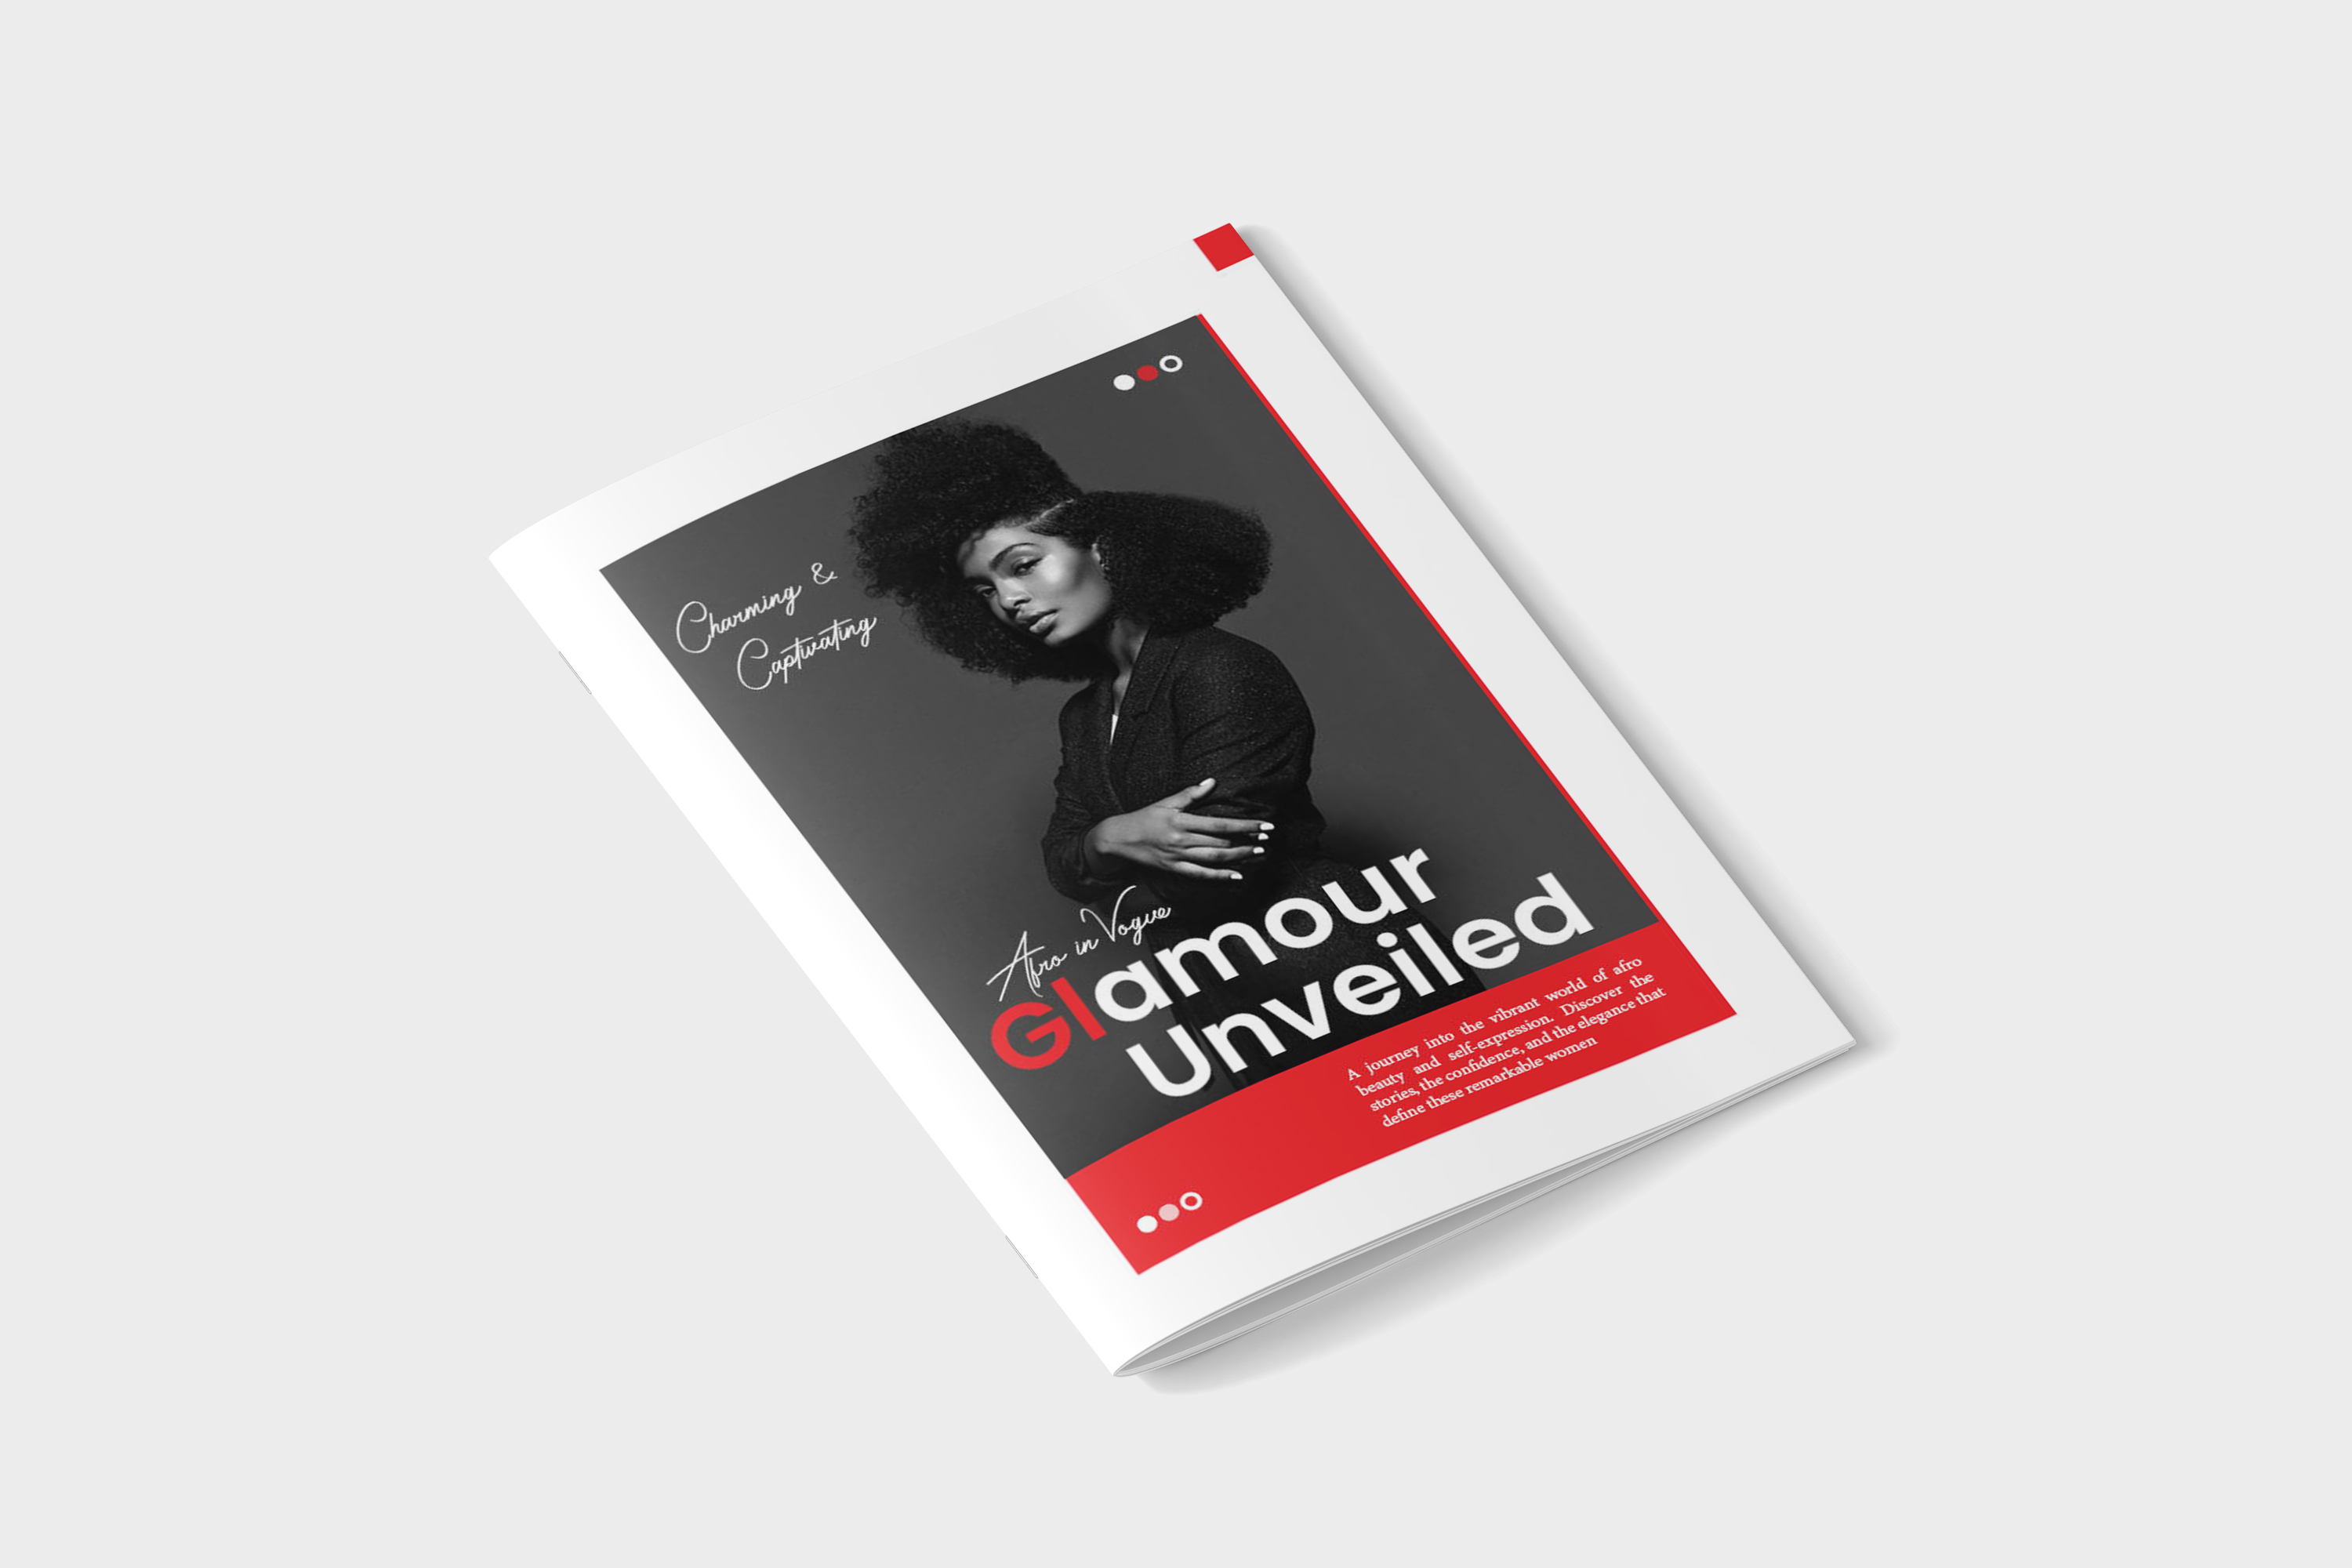 Charming &
Captivating
Afro in Vogue
Glamour
Unveiled
A journey into the vibrant world of afro
beauty and self-expression. Discover the
stories, the confidence, and the elegance that
define these remarkable women